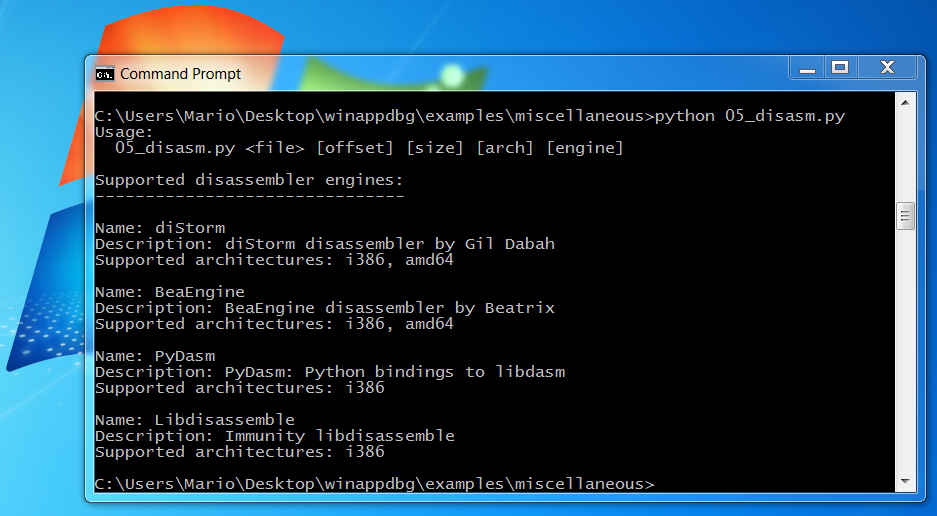 Command Prompt
C:\Users\Mario\Desktop\winappdbg\examples\miscellaneous>python 05_disasm.py
Usage:
  05_disasm.py <file> [offset] [size] [arch] [engine]
Supported disassembler engines:
-------------------------------
Name: diStorm
Description: diStorm disassembler by Gil Dabah
Supported architectures: i386, amd64
Name: BeaEngine
Description: BeaEngine disassembler by Beatrix
Supported architectures: i386, amd64
Name: PyDasm
Description: PyDasm: Python bindings to libdasm
Supported architectures: i386
Name: Libdisassemble
Description: Immunity libdisassemble
Supported architectures: i386
C:\Users\Mario\Desktop\winappdbg\examples\miscellaneous>